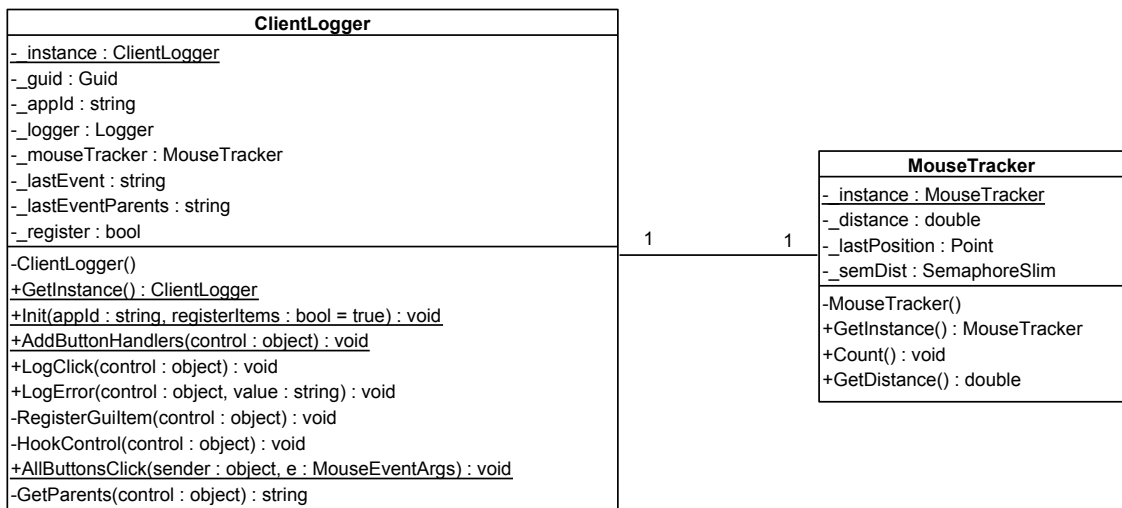 ClientLogger
-_instance : ClientLogger
-_guid : Guid
-_appId : string
-_logger : Logger
-_mouseTracker : MouseTracker
-_lastEvent : string
-_lastEventParents : string
-_register : bool
-ClientLogger()
+GetInstance() : ClientLogger
+Init(appId : string, registerItems : bool = true) : void
+AddButtonHandlers(control : object) : void
+LogClick(control : object) : void
+LogError(control : object, value : string) : void
-RegisterGuiItem(control : object) : void
-HookControl(control : object) : void
+AllButtonsClick(sender : object, e : MouseEventArgs) : void
-GetParents(control : object) : string
1
1
MouseTracker
-_instance : MouseTracker
-_distance : double
-_lastPosition : Point
-_semDist : SemaphoreSlim
-MouseTracker()
+GetInstance() : MouseTracker
+Count() : void
+GetDistance() : double